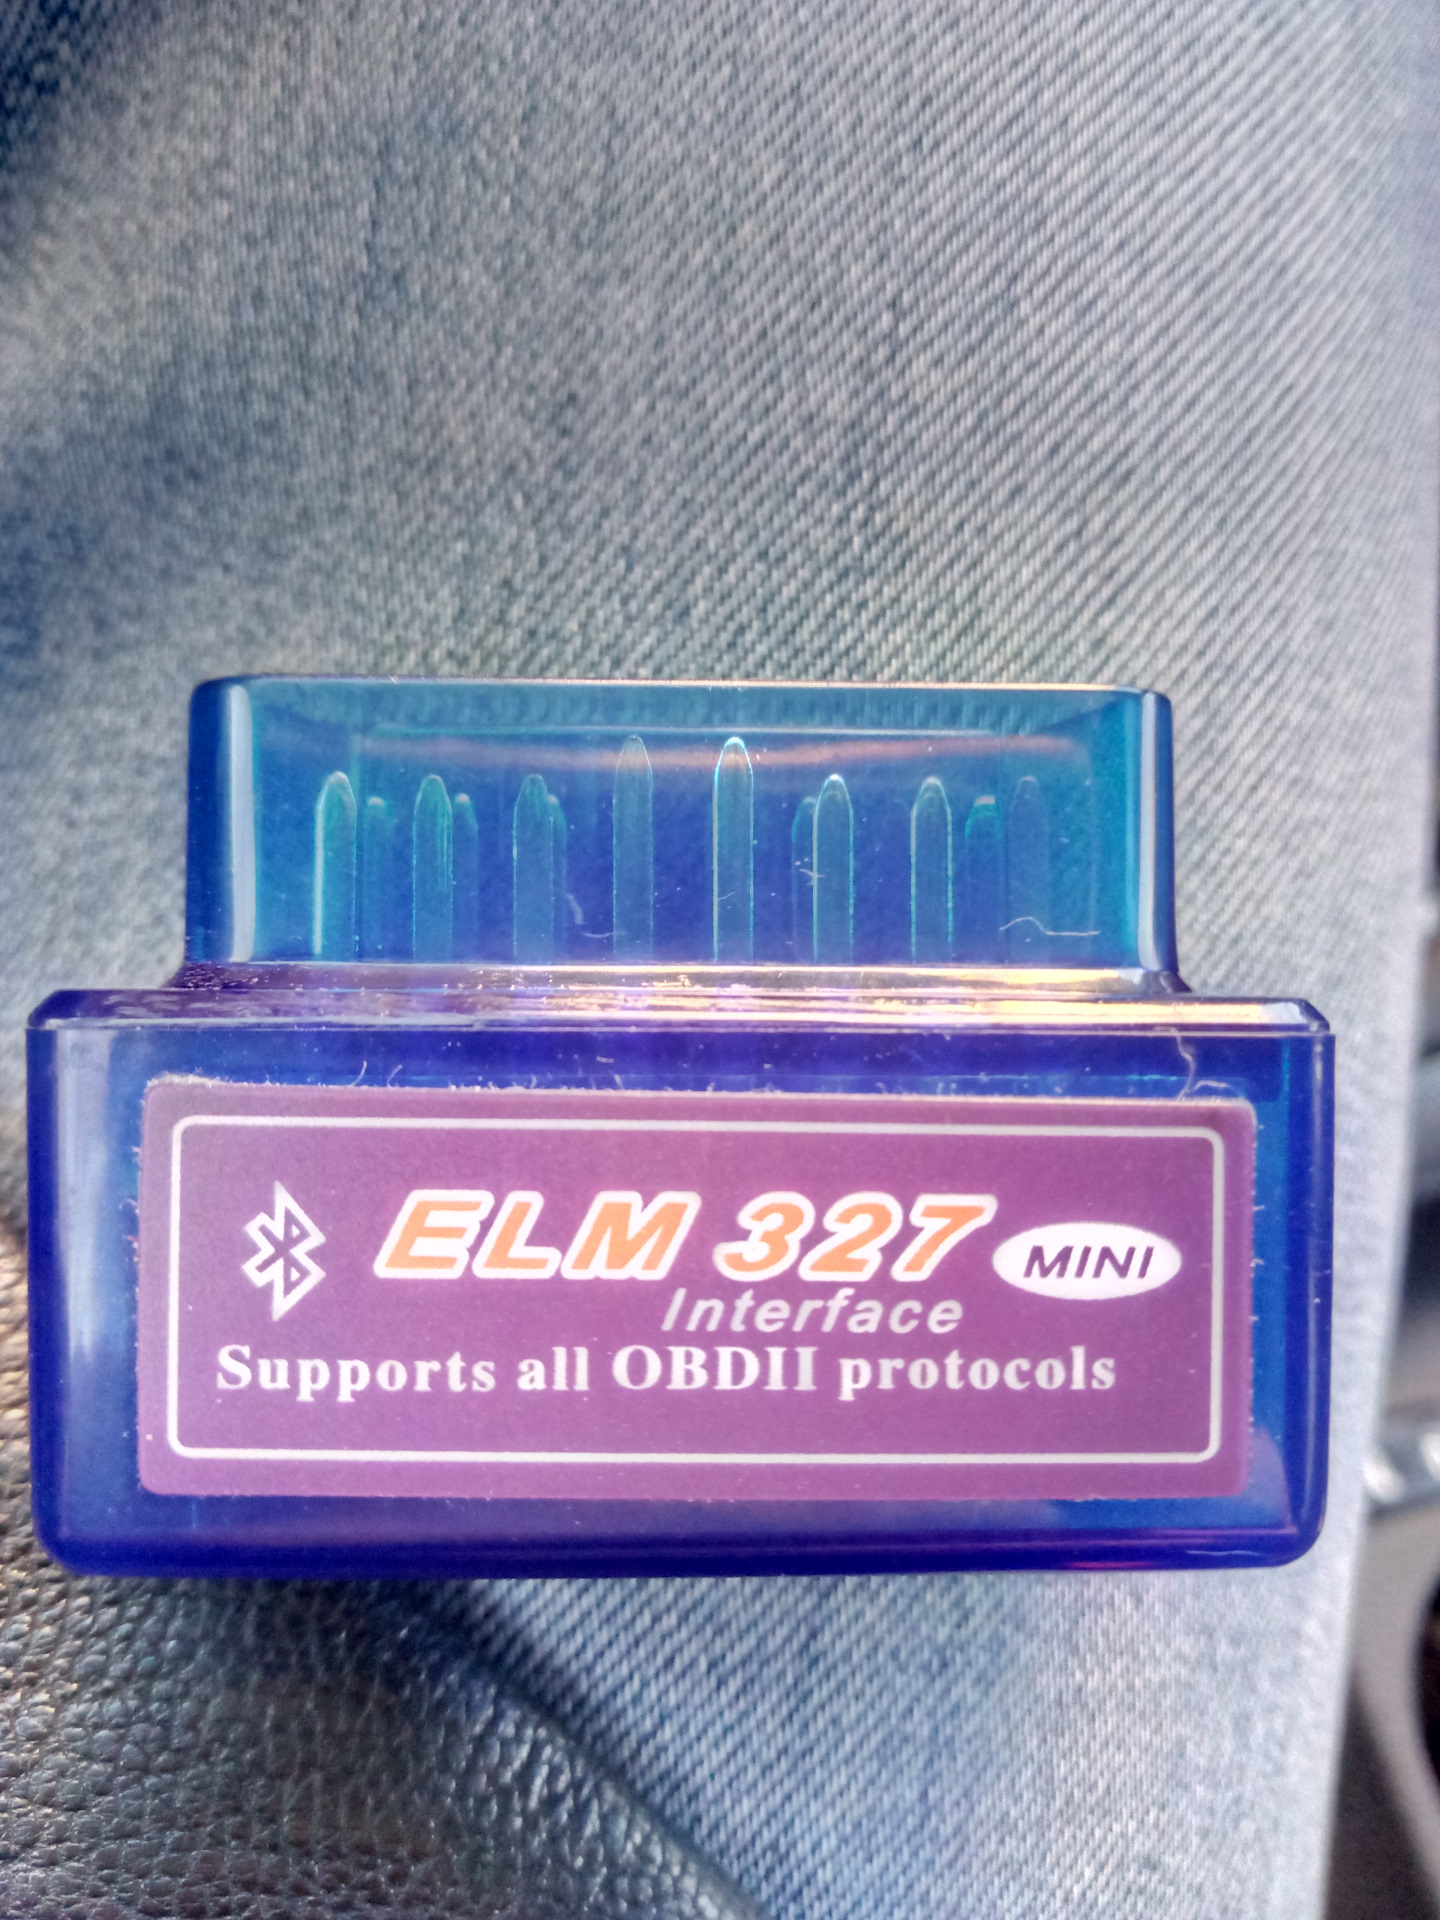 ELM 327 MINI
Interface
Supports all OBDII protocols